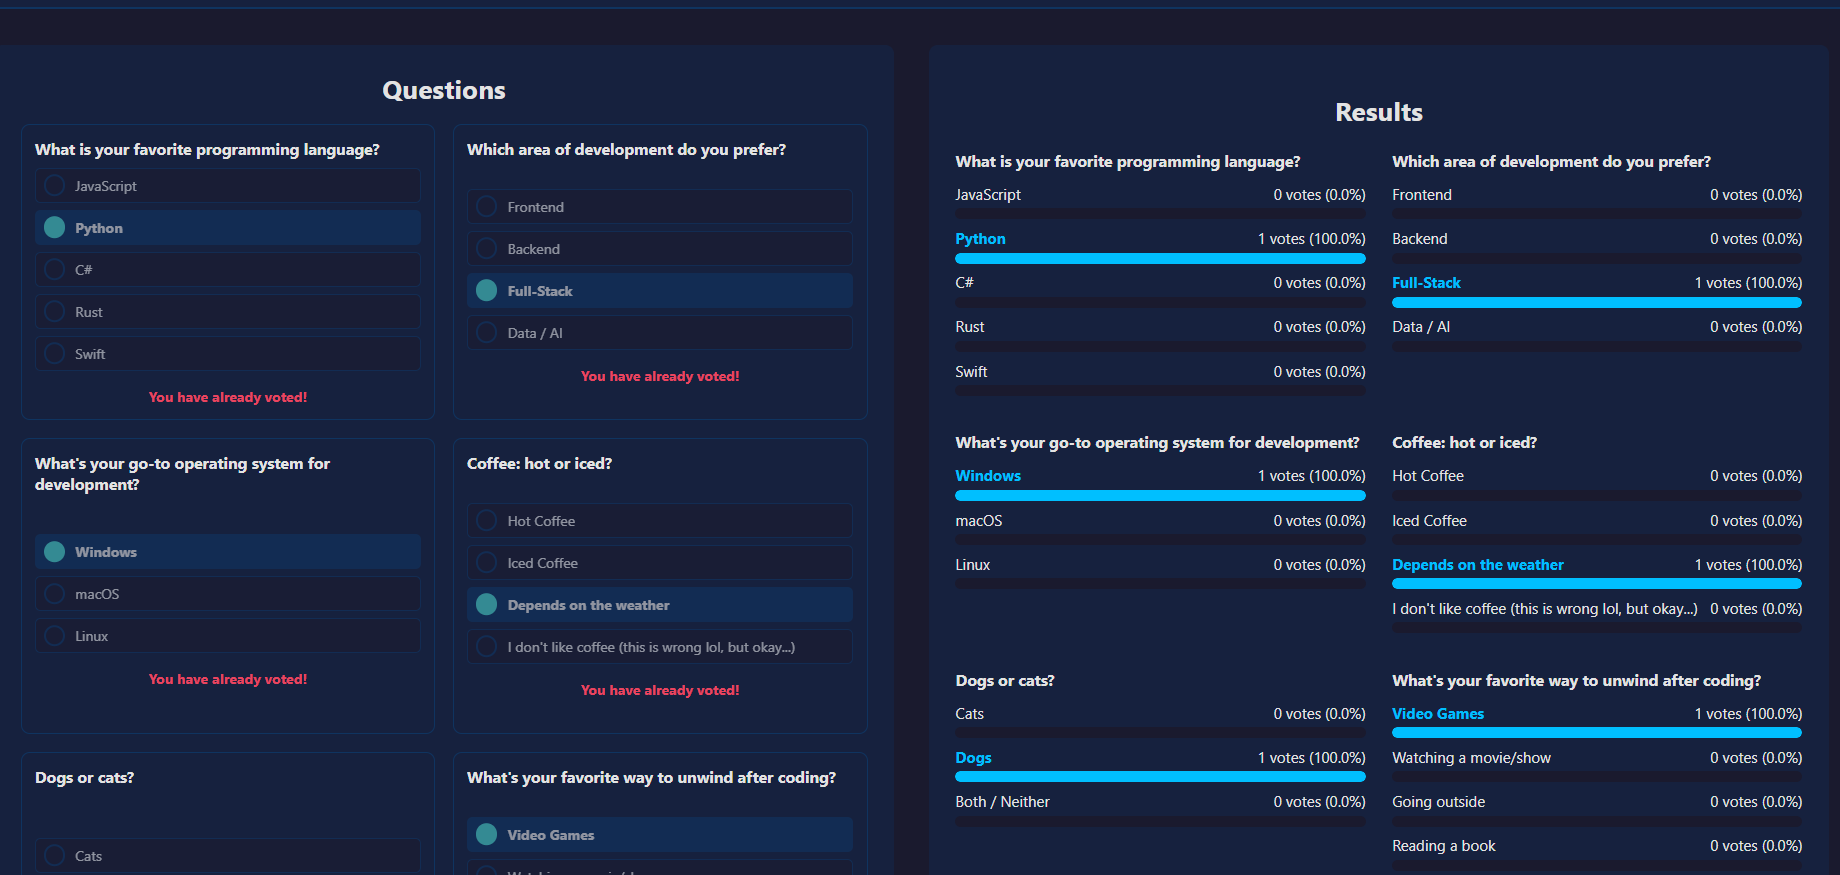 Questions
What is your favorite programming language?
JavaScript
Python
C#
Rust
Swift
You have already voted!
Which area of development do you prefer?
Frontend
Backend
Full-Stack
Data / AI
You have already voted!
What's your go-to operating system for
development?
Windows
macOS
Linux
You have already voted!
Coffee: hot or iced?
Hot Coffee
Iced Coffee
Depends on the weather
I don't like coffee (this is wrong lol, but okay...)
You have already voted!
Dogs or cats?
Cats
What's your favorite way to unwind after coding?
Video Games
Results
What is your favorite programming language?
JavaScript 0 votes (0.0%)
Python 1 votes (100.0%)
C# 0 votes (0.0%)
Rust 0 votes (0.0%)
Swift 0 votes (0.0%)
Which area of development do you prefer?
Frontend 0 votes (0.0%)
Backend 0 votes (0.0%)
Full-Stack 1 votes (100.0%)
Data / AI 0 votes (0.0%)
What's your go-to operating system for development?
Windows 1 votes (100.0%)
macOS 0 votes (0.0%)
Linux 0 votes (0.0%)
Coffee: hot or iced?
Hot Coffee 0 votes (0.0%)
Iced Coffee 0 votes (0.0%)
Depends on the weather 1 votes (100.0%)
I don't like coffee (this is wrong lol, but okay...) 0 votes (0.0%)
Dogs or cats?
Cats 0 votes (0.0%)
Dogs 1 votes (100.0%)
Both / Neither 0 votes (0.0%)
What's your favorite way to unwind after coding?
Video Games 1 votes (100.0%)
Watching a movie/show 0 votes (0.0%)
Going outside 0 votes (0.0%)
Reading a book 0 votes (0.0%)